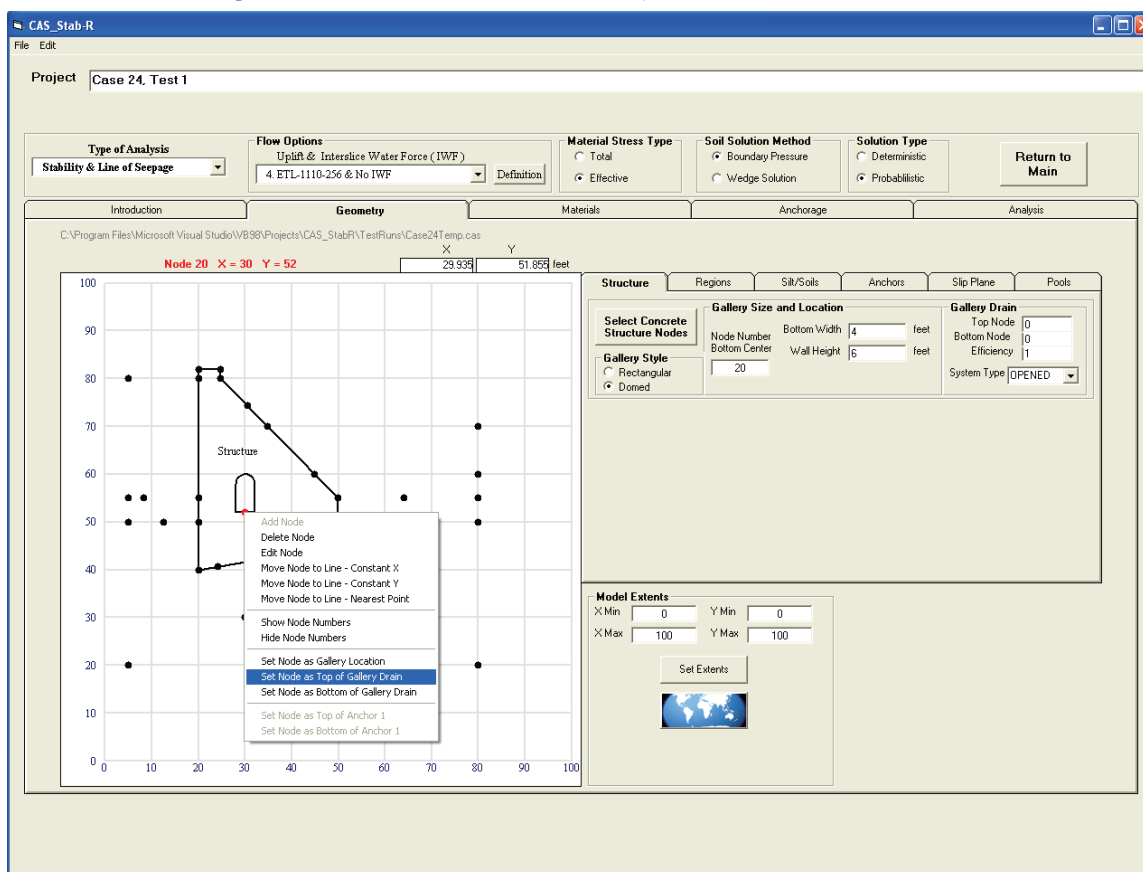 CAS_Stab-R
File Edit
Project Case 24, Test 1
Type of Analysis
Stability & Line of Seepage
Flow Options
Uplift & Interslice Water Force (IWF)
4. ETL-1110-256 & No IWF Definition
Material Stress Type
Total
Effective
Soil Solution Method
Boundary Pressure
Wedge Solution
Solution Type
Deterministic
Probablilistic
Return to
Main
Introduction Geometry Materials Anchorage Analysis
C:\Program Files\Microsoft Visual Studio\VB98\Projects\CAS_StabR\TestRuns\Case24Temp.cas
X Y
Node 20 X = 30 Y = 52 29.935 51.855 feet
100
90
80
70
60
50
40
30
20
10
0
0 10 20 30 40 50 60 70 80 90 100
Structure
Add Node
Delete Node
Edit Node
Move Node to Line - Constant X
Move Node to Line - Constant Y
Move Node to Line - Nearest Point
Show Node Numbers
Hide Node Numbers
Set Node as Gallery Location
Set Node as Top of Gallery Drain
Set Node as Bottom of Gallery Drain
Set Node as Top of Anchor 1
Set Node as Bottom of Anchor 1
Structure Regions Silt/Soils Anchors Slip Plane Pools
Select Concrete
Structure Nodes
Gallery Style
Rectangular
Domed
Gallery Size and Location
Node Number
Bottom Center
20
Bottom Width 4 feet
Wall Height 6 feet
Gallery Drain
Top Node 0
Bottom Node 0
Efficiency 1
System Type OPENED
Model Extents
X Min 0 Y Min 0
X Max 100 Y Max 100
Set Extents